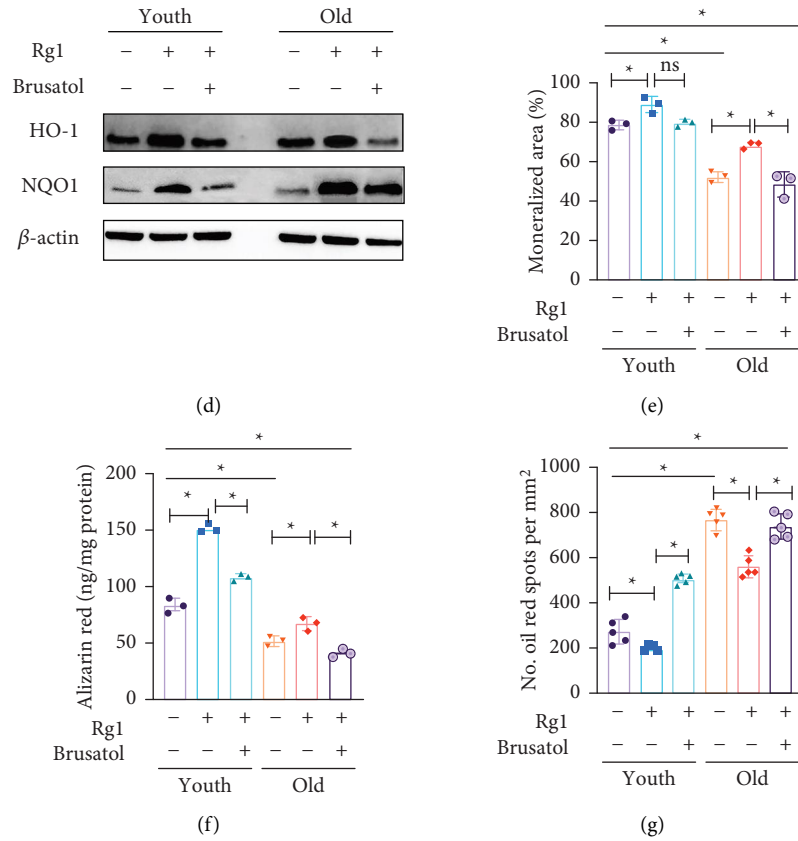 Youth Old
Rg1 – + + – + +
Brusatol – – + – – +
HO-1
NQO1
β-actin
(d)
*
*
* ns
* *
100
80
60
40
20
0
Moneralized area (%)
– + + – + +
Rg1
Brusatol – – + – – +
Youth Old
(e)
*
*
* *
* *
200
150
100
50
0
Alizarin red (ng/mg protein)
– + + – + +
Rg1
Brusatol – – + – – +
Youth Old
(f)
*
*
* *
*
*
1000
800
600
400
200
0
No. oil red spots per mm²
– + + – + +
Rg1
Brusatol – – + – – +
Youth Old
(g)